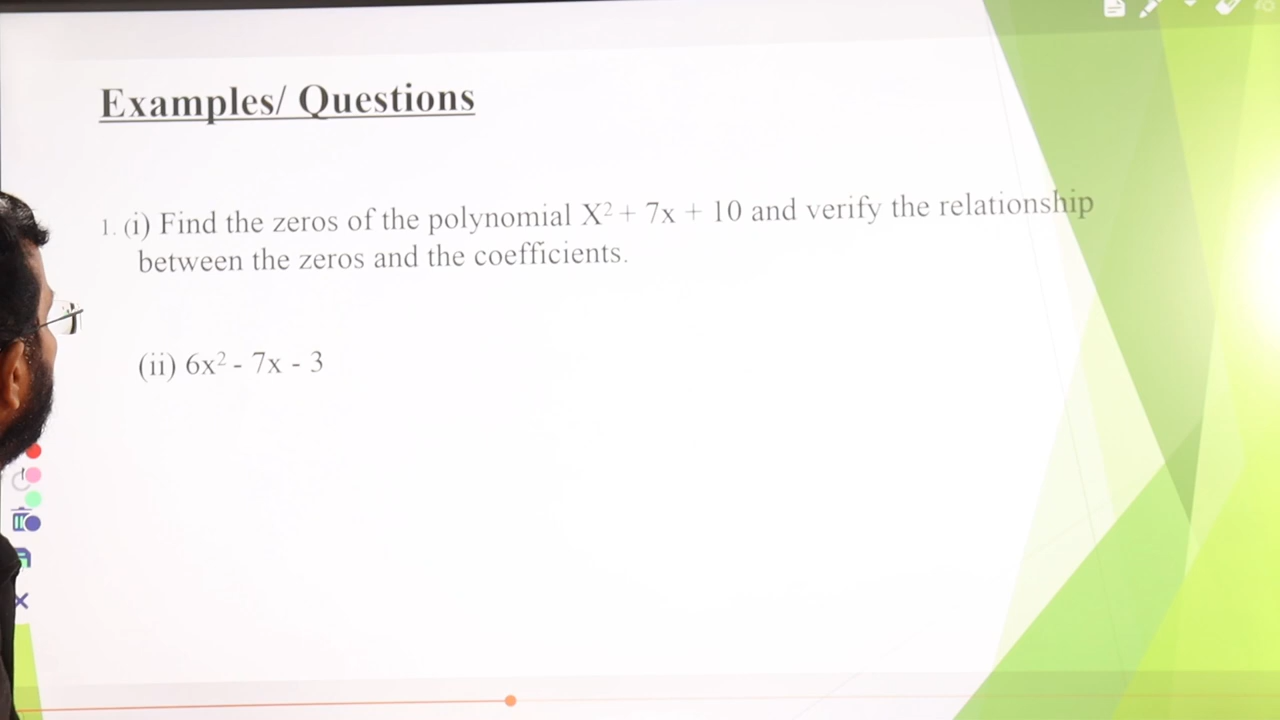 Examples/ Questions
1. (i) Find the zeros of the polynomial X² + 7x + 10 and verify the relationship
between the zeros and the coefficients.
(ii) 6x² - 7x - 3